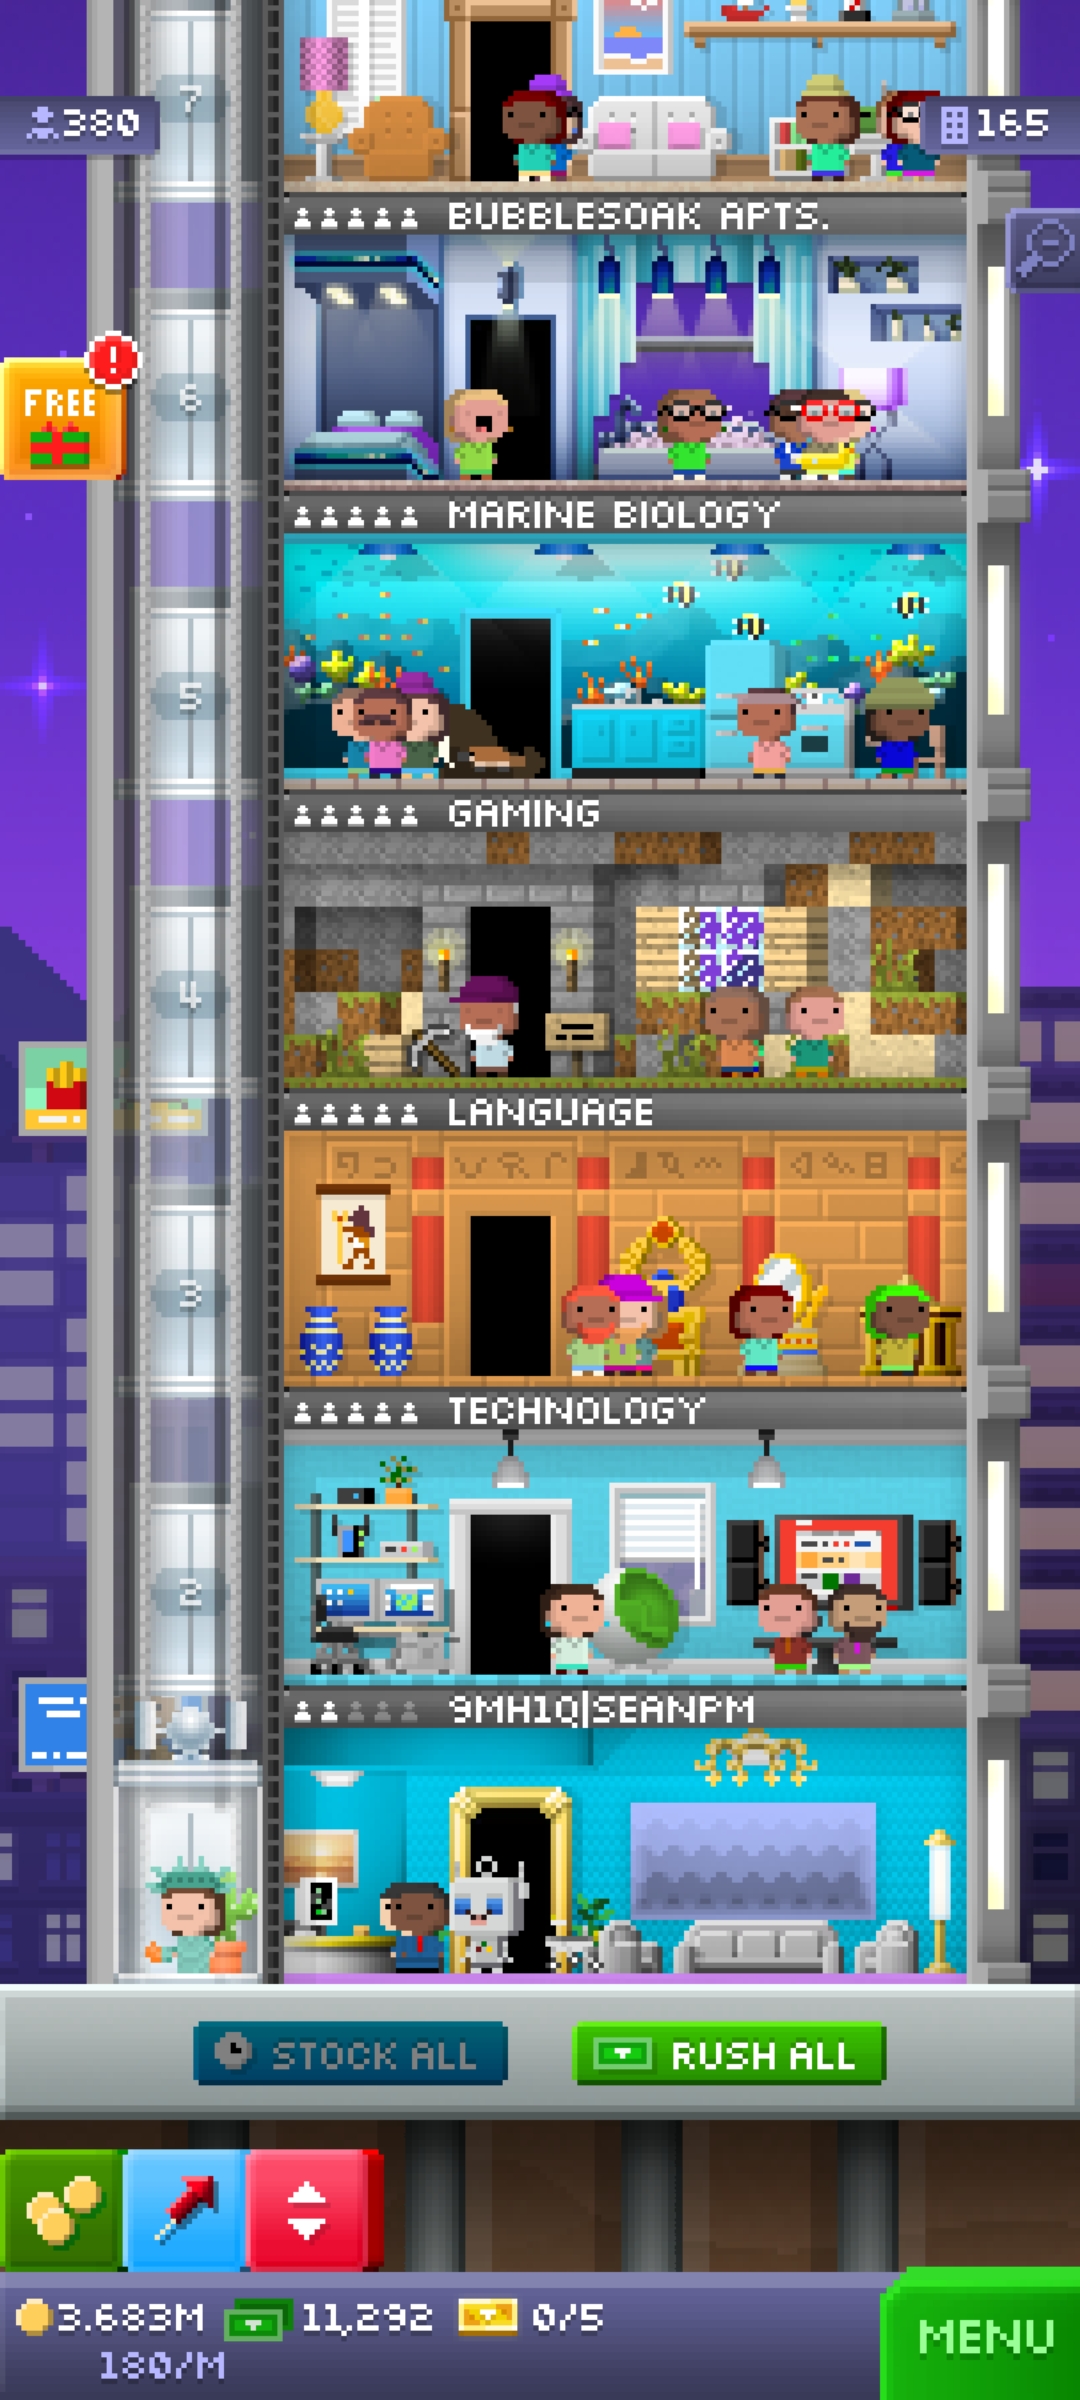 7
380
165
BUBBLESOAK APTS.
6
FREE
!
MARINE BIOLOGY
5
GAMING
4
LANGUAGE
3
TECHNOLOGY
2
9MH1Q|SEANPM
STOCK ALL
RUSH ALL
3.683M
11,292
0/5
180/M
MENU